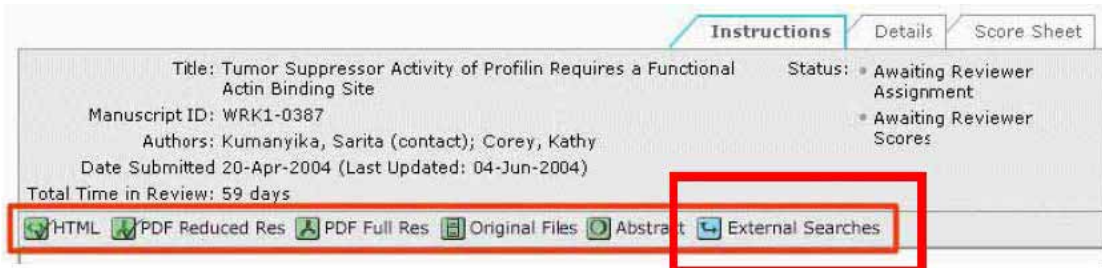 Instructions Details Score Sheet
Title: Tumor Suppressor Activity of Profilin Requires a Functional
Actin Binding Site
Status: Awaiting Reviewer
Assignment
Awaiting Reviewer
Scores
Manuscript ID: WRK1-0387
Authors: Kumanyika, Sarita (contact); Corey, Kathy
Date Submitted 20-Apr-2004 (Last Updated: 04-Jun-2004)
Total Time in Review: 59 days
HTML PDF Reduced Res PDF Full Res Original Files Abstract External Searches